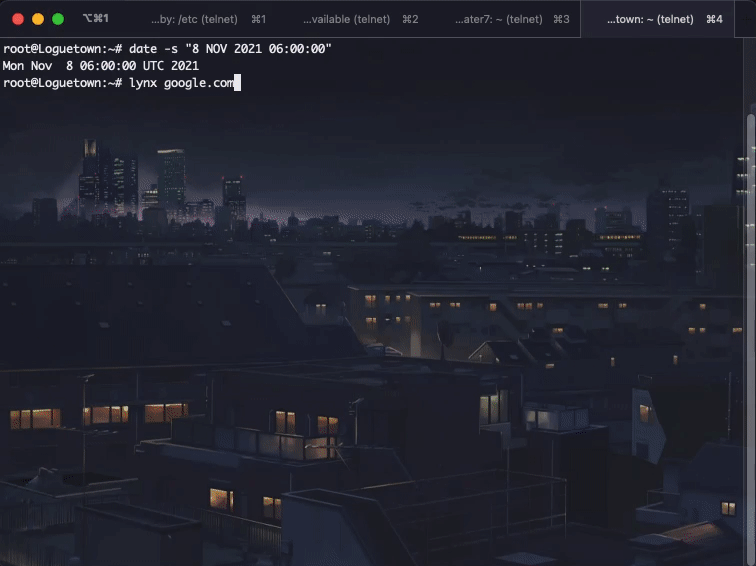 ⌥⌘1 ...by: /etc (telnet) ⌘1 ...vailable (telnet) ⌘2 ...ater7: ~ (telnet) ⌘3 ...town: ~ (telnet) ⌘4
root@Loguetown:~# date -s "8 NOV 2021 06:00:00"
Mon Nov  8 06:00:00 UTC 2021
root@Loguetown:~# lynx google.com